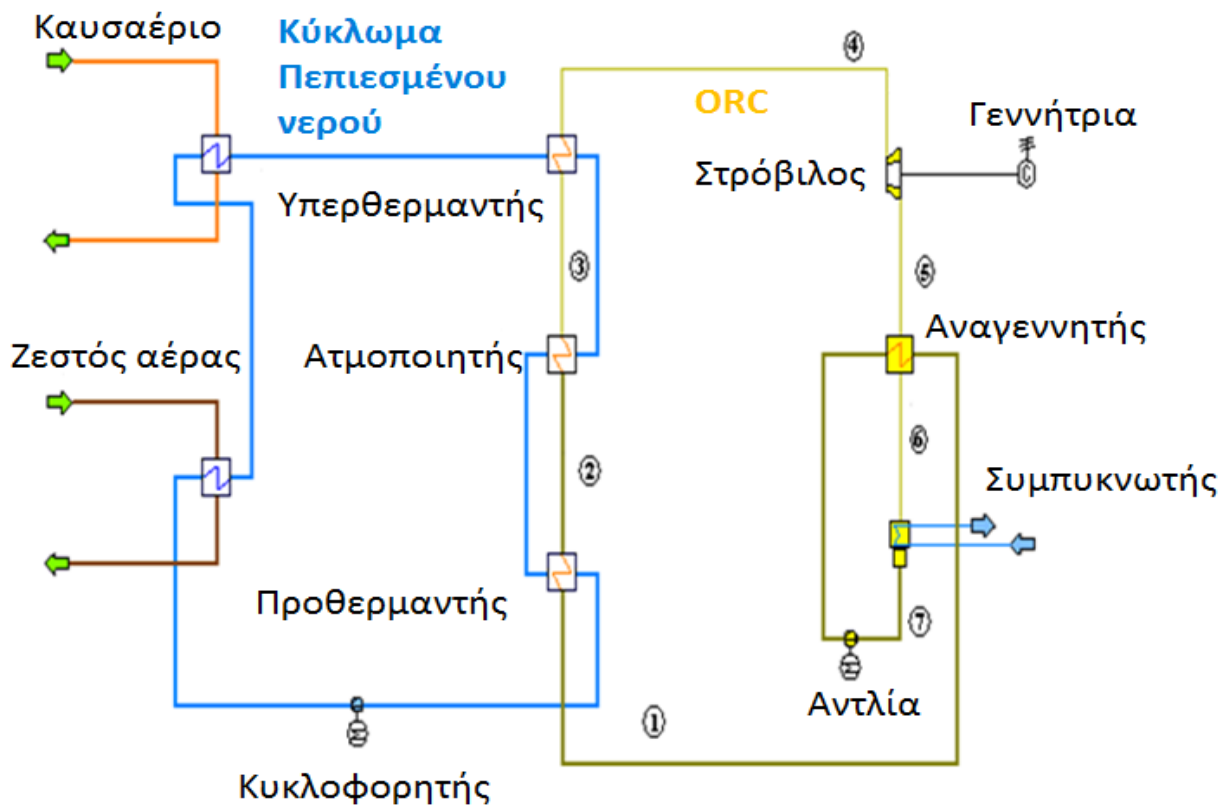 Καυσαέριο
Κύκλωμα
Πεπιεσμένου
νερού
4
ORC
Γεννήτρια
Στρόβιλος
G
Υπερθερμαντής
3
5
Αναγεννητής
Ζεστός αέρας
Ατμοποιητής
6
2
Συμπυκνωτής
Προθερμαντής
7
Αντλία
1
Κυκλοφορητής